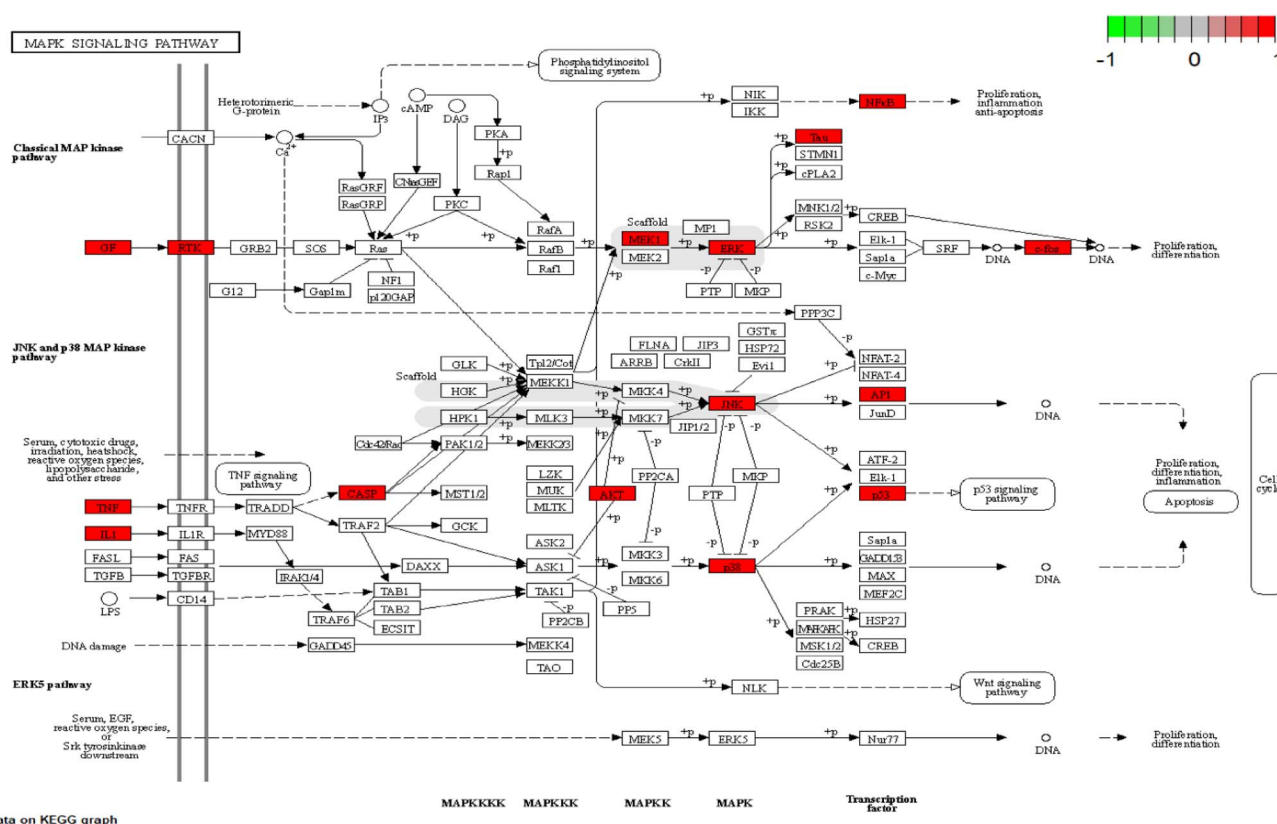 MAPK SIGNALING PATHWAY
-1 0 1
Phosphatidylinositol
signaling system
Heterotorimeric
G-protein
IP3
cAMP
DAG
Ca2+
CACN
Classical MAP kinase
pathway
PKA
+p
Rap1
RasGRF
RasGRP
CNrasGEF
PKC
NIK
IKK
+p
NFκB
Proliferation,
inflammation
anti-apoptosis
+p
Tau
STMN1
+p
cPLA2
RafA
RafB
Raf1
Scaffold
MP1
MEK1
MEK2
ERK
MNK1/2
RSK2
+p
CREB
GF
RTK
GRB2
SOS
Ras
+p
+p
+p
+p
+p
+p
+p
Elk-1
Sap1a
c-Myc
SRF
DNA
c-fos
DNA
Proliferation,
differentiation
G12
Gap1m
NF1
p120GAP
-p
-p
PTP
MKP
PPP3C
-p
JNK and p38 MAP kinase
pathway
GLK
HGK
HPK1
Scaffold
Tpl2/Cot
MEKK1
MLK3
MEKK2/3
FLNA
JIP3
ARRB
CrkII
GSTπ
HSP72
Evi1
NFAT-2
NFAT-4
MKK4
MKK7
JNK
JIP1/2
AP1
JunD
DNA
Cell
cycle
Serum, cytotoxic drugs,
irradiation, heatshock,
reactive oxygen species,
lipopolysaccharide,
and other stress
TNF signaling
pathway
Cdc42/Rac
PAK1/2
LZK
MUK
MLTK
PP2CA
PTP
MKP
ATF-2
Elk-1
p53
p53 signaling
pathway
Proliferation,
differentiation,
inflammation
Apoptosis
CASP
MST1/2
AKT
TNF
TNFR
TRADD
TRAF2
GCK
IL1
IL1R
MYD88
ASK2
ASK1
MKK3
MKK6
p38
Sap1a
GADD153
MAX
MEF2C
DNA
FASL
FAS
DAXX
TGFB
TGFBR
IRAK1/4
LPS
CD14
TAB1
TAB2
ECSIT
TRAF6
TAK1
PP2CB
PP5
PRAK
MAPKAPK
MSK1/2
Cdc25B
HSP27
CREB
DNA damage
GADD45
MEKK4
TAO
ERK5 pathway
+p
NLK
Wnt signaling
pathway
Serum, EGF,
reactive oxygen species,
or
Srk tyrosinkinase
downstream
MEK5
+p
ERK5
+p
Nur77
DNA
Proliferation,
differentiation
MAPKKKK MAPKKK MAPKK MAPK Transcription
factor
ata on KEGG graph